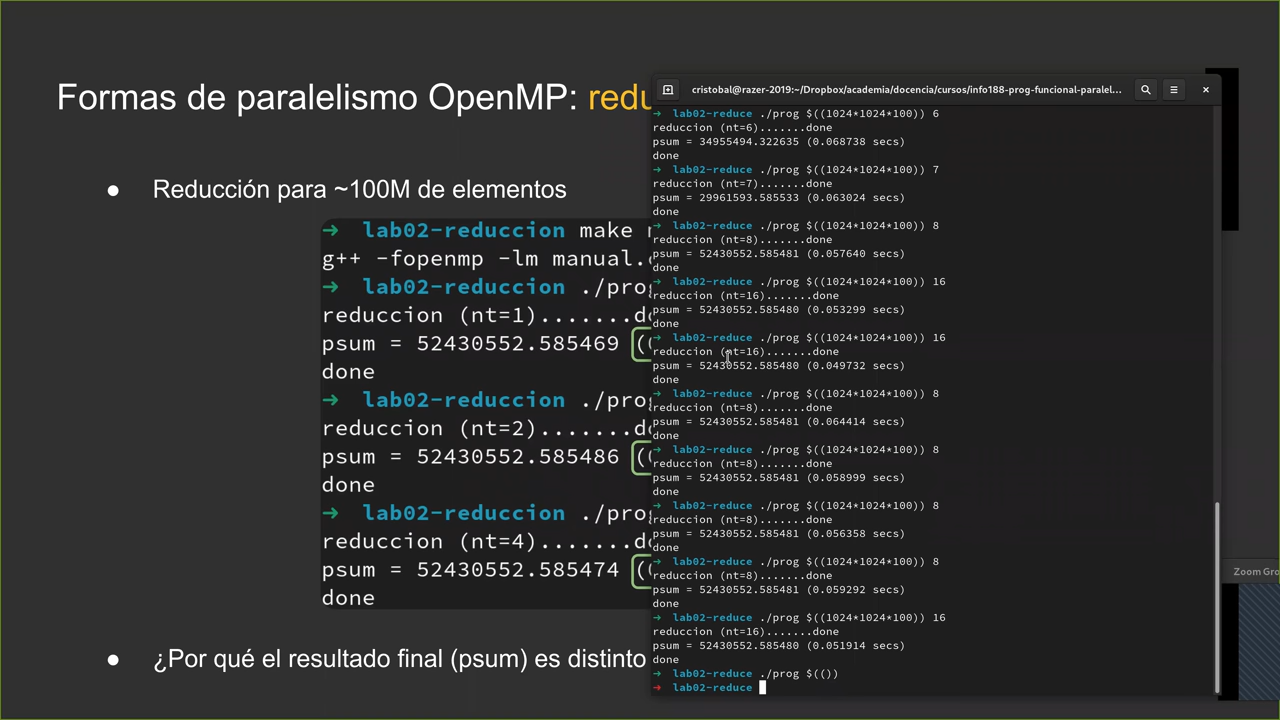 Formas de paralelismo OpenMP: redu
● Reducción para ~100M de elementos
→ lab02-reduccion make
g++ -fopenmp -lm manual.
→ lab02-reduccion ./pro
reduccion (nt=1).......d
psum = 52430552.585469 (
done
→ lab02-reduccion ./pro
reduccion (nt=2).......d
psum = 52430552.585486 (
done
→ lab02-reduccion ./pro
reduccion (nt=4).......d
psum = 52430552.585474 (
done
● ¿Por qué el resultado final (psum) es distinto
cristobal@razer-2019:~/Dropbox/academia/docencia/cursos/info188-prog-funcional-paralel...
→ lab02-reduce ./prog $((1024*1024*100)) 6
reduccion (nt=6).......done
psum = 34955494.322635 (0.068738 secs)
done
→ lab02-reduce ./prog $((1024*1024*100)) 7
reduccion (nt=7).......done
psum = 29961593.585533 (0.063024 secs)
done
→ lab02-reduce ./prog $((1024*1024*100)) 8
reduccion (nt=8).......done
psum = 52430552.585481 (0.057640 secs)
done
→ lab02-reduce ./prog $((1024*1024*100)) 16
reduccion (nt=16).......done
psum = 52430552.585480 (0.053299 secs)
done
→ lab02-reduce ./prog $((1024*1024*100)) 16
reduccion (nt=16).......done
psum = 52430552.585480 (0.049732 secs)
done
→ lab02-reduce ./prog $((1024*1024*100)) 8
reduccion (nt=8).......done
psum = 52430552.585481 (0.064414 secs)
done
→ lab02-reduce ./prog $((1024*1024*100)) 8
reduccion (nt=8).......done
psum = 52430552.585481 (0.058999 secs)
done
→ lab02-reduce ./prog $((1024*1024*100)) 8
reduccion (nt=8).......done
psum = 52430552.585481 (0.056358 secs)
done
→ lab02-reduce ./prog $((1024*1024*100)) 8
reduccion (nt=8).......done
psum = 52430552.585481 (0.059292 secs)
done
→ lab02-reduce ./prog $((1024*1024*100)) 16
reduccion (nt=16).......done
psum = 52430552.585480 (0.051914 secs)
done
→ lab02-reduce ./prog $(())
→ lab02-reduce
Zoom Gro